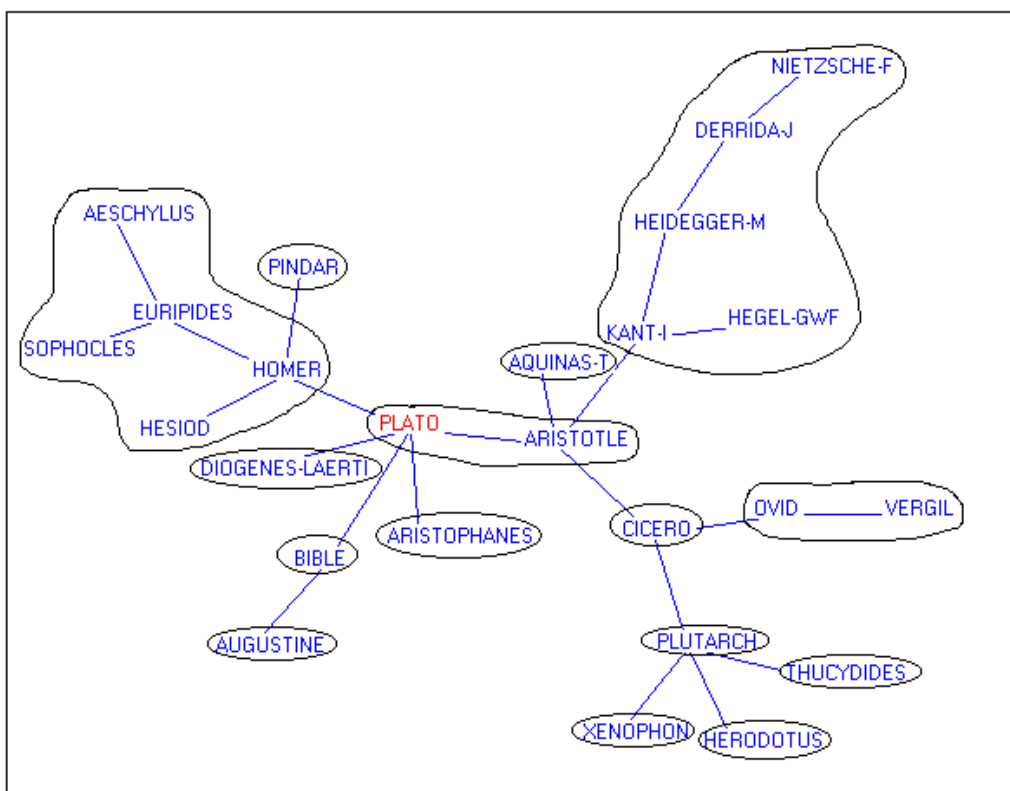 NIETZSCHE-F
DERRIDA-J
AESCHYLUS
HEIDEGGER-M
PINDAR
EURIPIDES
HEGEL-GWF
KANT-I
SOPHOCLES
HOMER
AQUINAS-T
PLATO
HESIOD
ARISTOTLE
DIOGENES-LAERTI
OVID
VERGIL
CICERO
ARISTOPHANES
BIBLE
AUGUSTINE
PLUTARCH
THUCYDIDES
XENOPHON
HERODOTUS